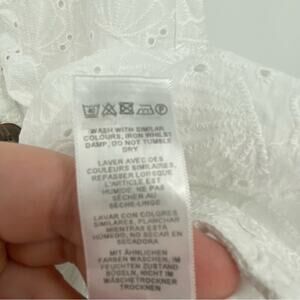 WASH WITH SIMILAR
COLOURS, IRON WHILST
DAMP, DO NOT TUMBLE
DRY
LAVER AVEC DES
COULEURS SIMILAIRES,
REPASSER LORSQUE
L'ARTICLE EST
HUMIDE, NE PAS
SÉCHER AU
SÈCHE-LINGE
LAVAR CON COLORES
SIMILARES, PLANCHAR
MIENTRAS ESTÁ
HÚMEDO, NO SECAR EN
SECADORA
MIT ÄHNLICHEN
FARBEN WASCHEN, IM
FEUCHTEN ZUSTAND
BÜGELN, NICHT IM
WÄSCHETROCKNER
TROCKNEN